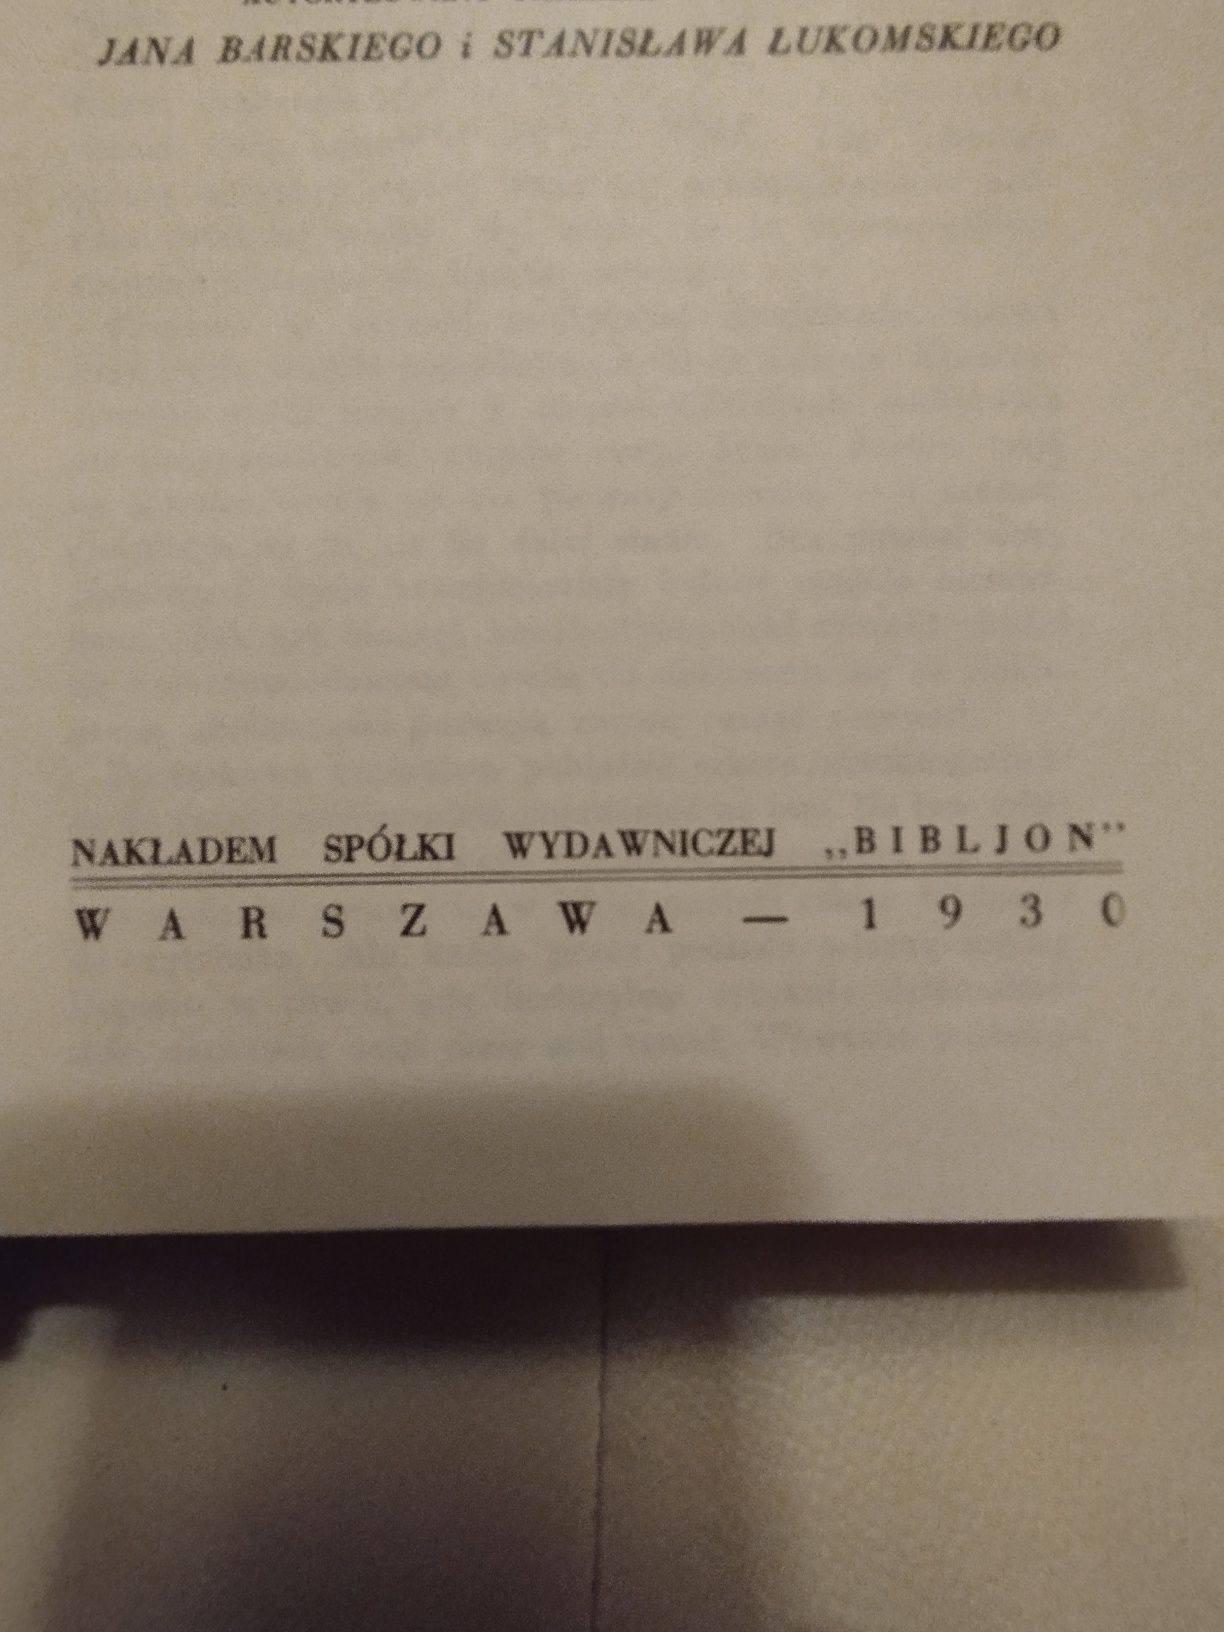 JANA BARSKIEGO i STANISŁAWA ŁUKOMSKIEGO
NAKŁADEM SPÓŁKI WYDAWNICZEJ „BIBLJON”
WARSZAWA — 1930